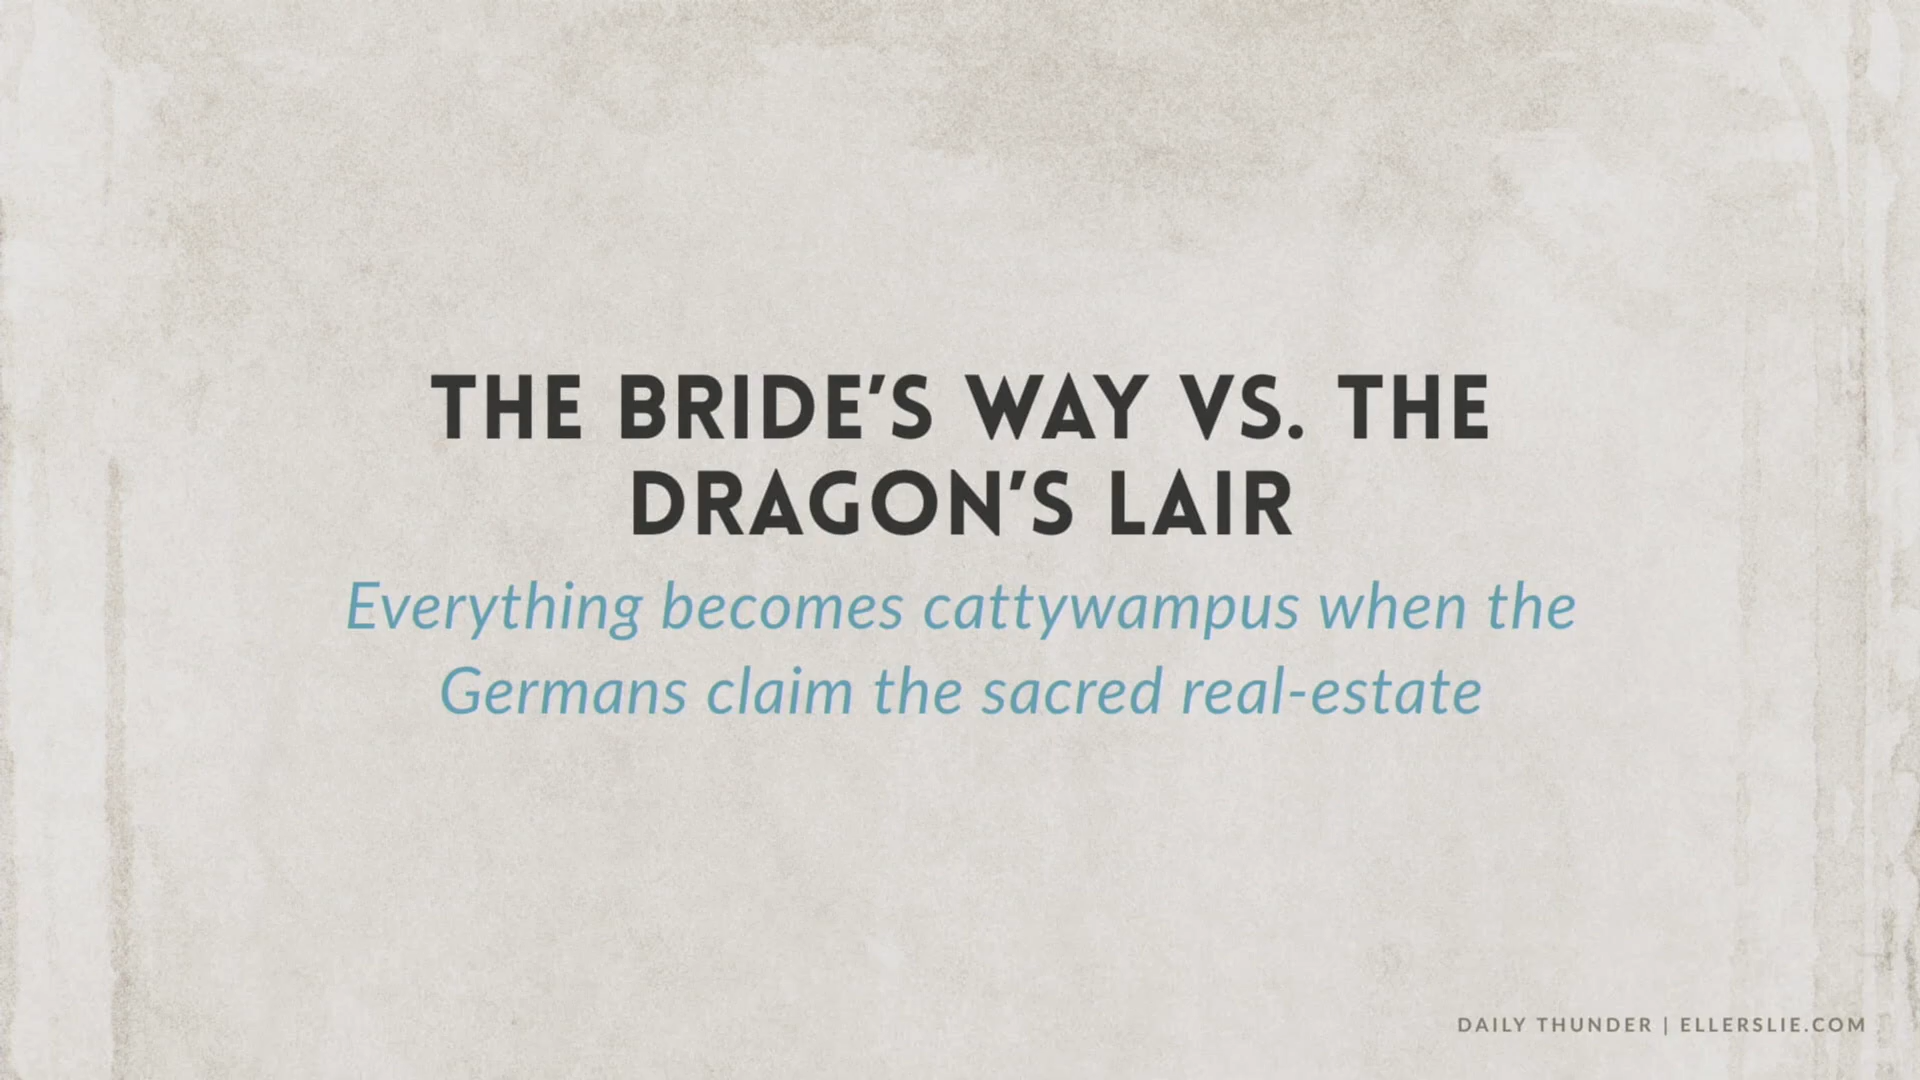 THE BRIDE’S WAY VS. THE
DRAGON’S LAIR
Everything becomes cattywampus when the
Germans claim the sacred real-estate
DAILY THUNDER | ELLERSLIE.COM